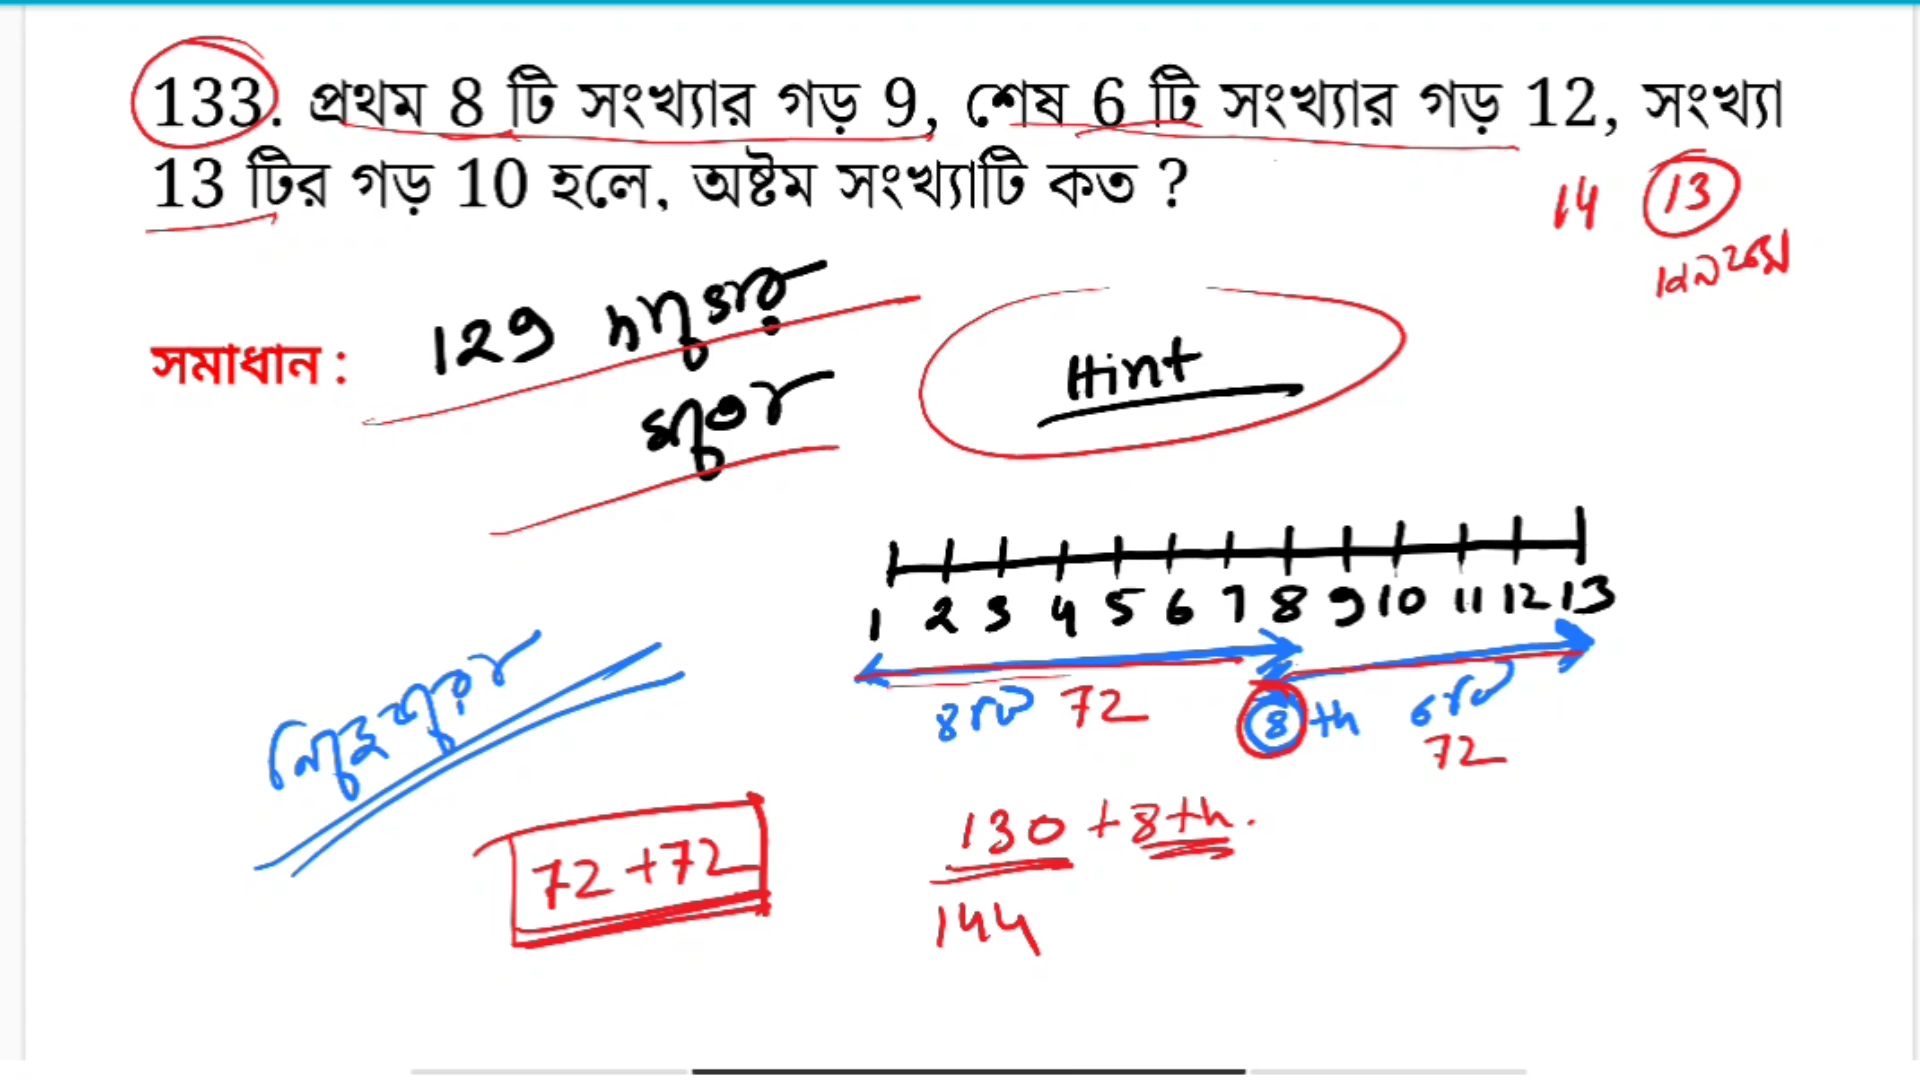 133. প্রথম 8 টি সংখ্যার গড় 9, শেষ 6 টি সংখ্যার গড় 12, সংখ্যা
13 টির গড় 10 হলে, অষ্টম সংখ্যাটি কত ?
14 13
সমাধান :
129
Hint
1 2 3 4 5 6 7 8 9 10 11 12 13
72 8 th
72
72 + 72
130 + 8th.
144